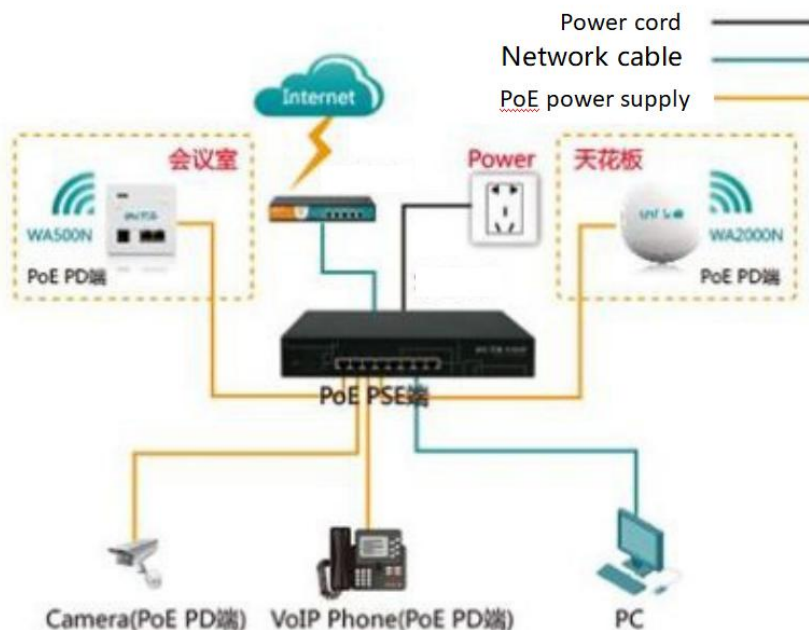 Power cord
Network cable
PoE power supply
Internet
会议室
Power
天花板
WA500N
WA2000N
PoE PD端
PoE PD端
PoE PSE端
Camera(PoE PD端)
VoIP Phone(PoE PD端)
PC